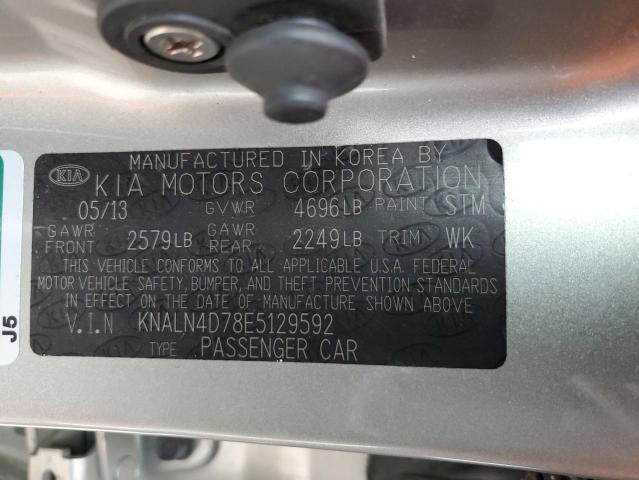 MANUFACTURED IN KOREA BY
KIA KIA MOTORS CORPORATION
05/13 GVWR 4696LB PAINT STM
GAWR FRONT 2579LB GAWR REAR 2249LB TRIM WK
THIS VEHICLE CONFORMS TO ALL APPLICABLE U.S.A. FEDERAL
MOTOR VEHICLE SAFETY, BUMPER, AND THEFT PREVENTION STANDARDS
IN EFFECT ON THE DATE OF MANUFACTURE SHOWN ABOVE
V.I.N KNALN4D78E5129592
TYPE PASSENGER CAR
J5